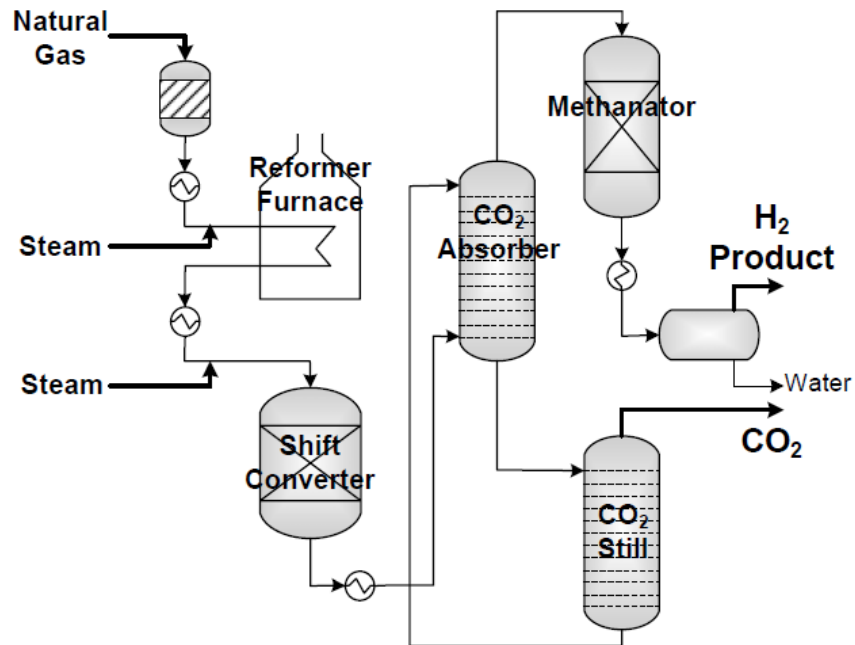 Natural
Gas
Reformer
Furnace
Steam
Steam
Shift
Converter
CO₂
Absorber
Methanator
H₂
Product
Water
CO₂
CO₂
Still